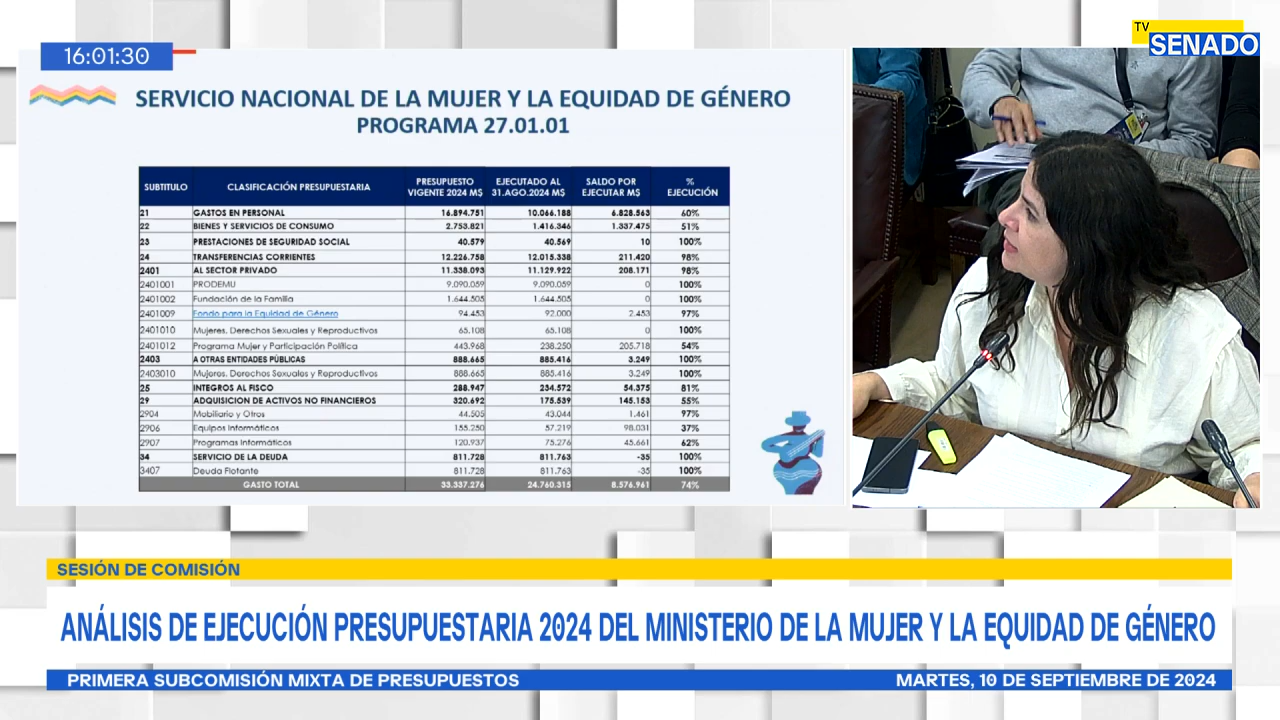 16:01:30
TV
SENADO
SERVICIO NACIONAL DE LA MUJER Y LA EQUIDAD DE GÉNERO
PROGRAMA 27.01.01
SUBTITULO CLASIFICACIÓN PRESUPUESTARIA PRESUPUESTO VIGENTE 2024 M$ EJECUTADO AL 31.AGO.2024 M$ SALDO POR EJECUTAR M$ % EJECUCIÓN
21 GASTOS EN PERSONAL 16.894.751 10.066.188 6.828.563 60%
22 BIENES Y SERVICIOS DE CONSUMO 2.753.821 1.416.346 1.337.475 51%
23 PRESTACIONES DE SEGURIDAD SOCIAL 40.579 40.569 10 100%
24 TRANSFERENCIAS CORRIENTES 12.226.758 12.015.338 211.420 98%
2401 AL SECTOR PRIVADO 11.338.093 11.129.922 208.171 98%
2401001 PRODEMU 9.090.059 9.090.059 0 100%
2401002 Fundación de la Familia 1.644.505 1.644.505 0 100%
2401009 Fondo para la Equidad de Género 94.453 92.000 2.453 97%
2401010 Mujeres, Derechos Sexuales y Reproductivos 65.108 65.108 0 100%
2401012 Programa Mujer y Participación Política 443.968 238.250 205.718 54%
2403 A OTRAS ENTIDADES PÚBLICAS 888.665 885.416 3.249 100%
2403010 Mujeres, Derechos Sexuales y Reproductivos 888.665 885.416 3.249 100%
25 INTEGROS AL FISCO 288.947 234.572 54.375 81%
29 ADQUISICION DE ACTIVOS NO FINANCIEROS 320.692 175.539 145.153 55%
2904 Mobiliario y Otros 44.505 43.044 1.461 97%
2906 Equipos Informáticos 155.250 57.219 98.031 37%
2907 Programas Informáticos 120.937 75.276 45.661 62%
34 SERVICIO DE LA DEUDA 811.728 811.763 -35 100%
3407 Deuda Flotante 811.728 811.763 -35 100%
GASTO TOTAL 33.337.276 24.760.315 8.576.961 74%
SESIÓN DE COMISIÓN
ANÁLISIS DE EJECUCIÓN PRESUPUESTARIA 2024 DEL MINISTERIO DE LA MUJER Y LA EQUIDAD DE GÉNERO
PRIMERA SUBCOMISIÓN MIXTA DE PRESUPUESTOS
MARTES, 10 DE SEPTIEMBRE DE 2024